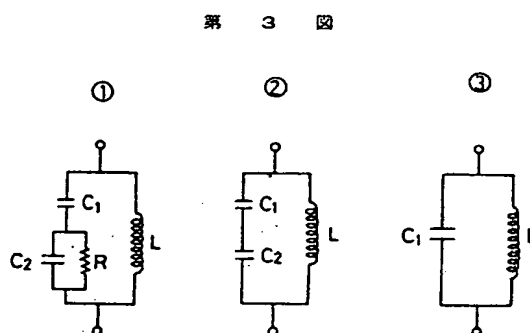 第 3 図
① ② ③
C₁ L C₂ R
C₁ C₂ L
C₁ L